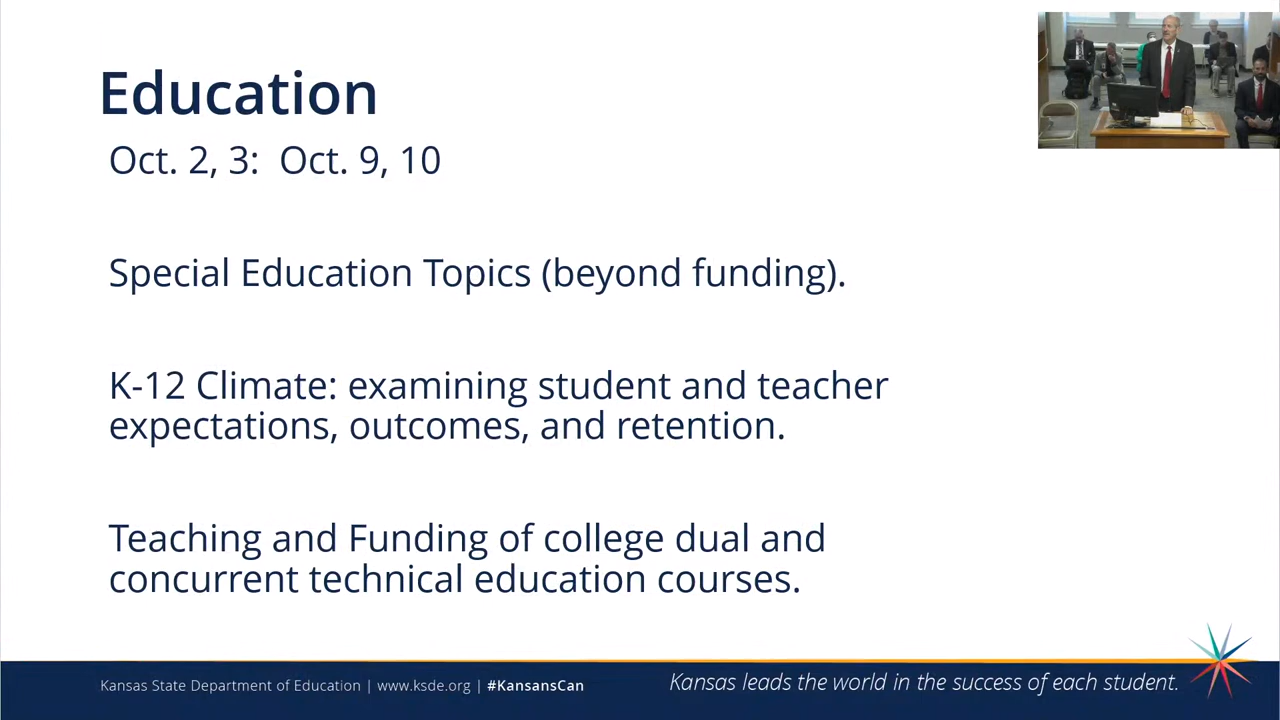 Education
Oct. 2, 3:  Oct. 9, 10
Special Education Topics (beyond funding).
K-12 Climate: examining student and teacher
expectations, outcomes, and retention.
Teaching and Funding of college dual and
concurrent technical education courses.
Kansas State Department of Education | www.ksde.org | #KansansCan
Kansas leads the world in the success of each student.